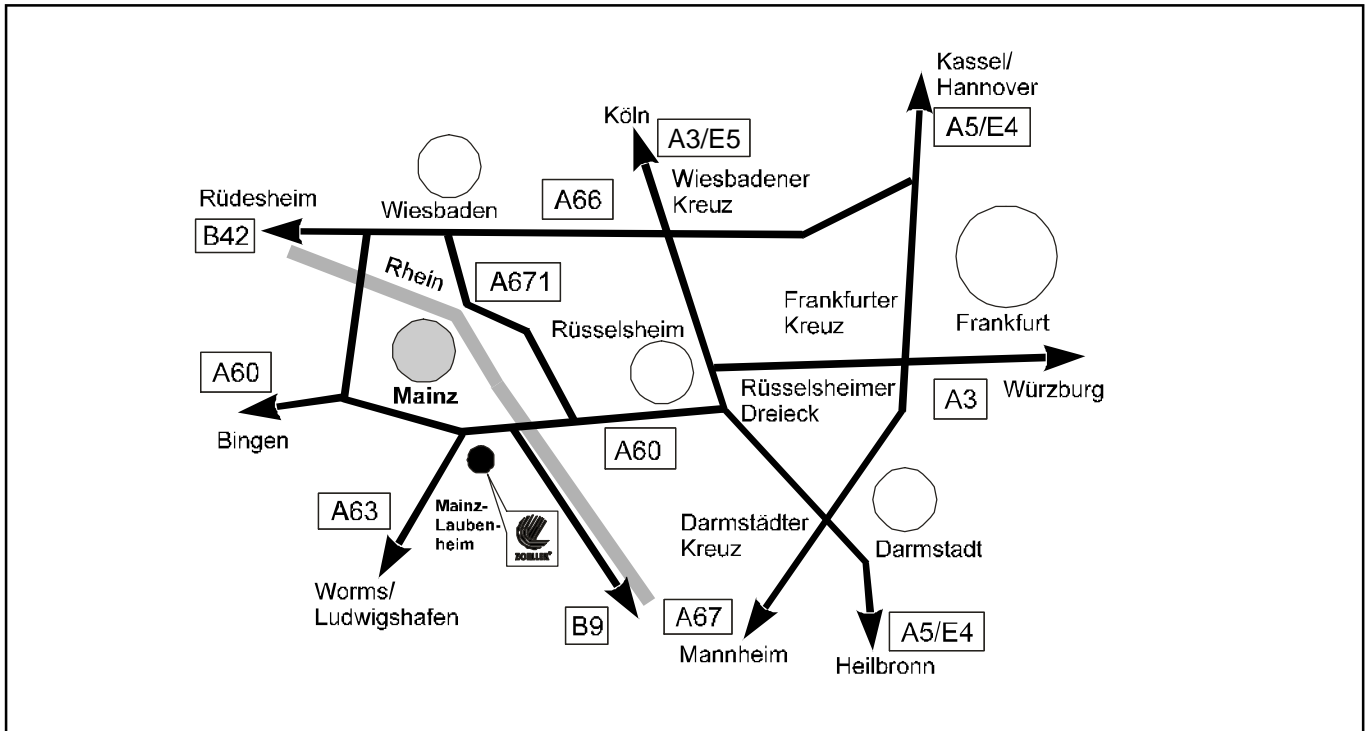 Kassel/
Hannover
A5/E4
Köln
A3/E5
Wiesbadener
Kreuz
A66
Rüdesheim
B42
Wiesbaden
Rhein
A671
Frankfurter
Kreuz
Frankfurt
Rüsselsheim
A60
Mainz
Bingen
Rüsselsheimer
Dreieck
A3
Würzburg
A60
A63
Mainz-
Lauben-
heim
ZOELLER®
Darmstädter
Kreuz
Darmstadt
Worms/
Ludwigshafen
B9
A67
Mannheim
A5/E4
Heilbronn